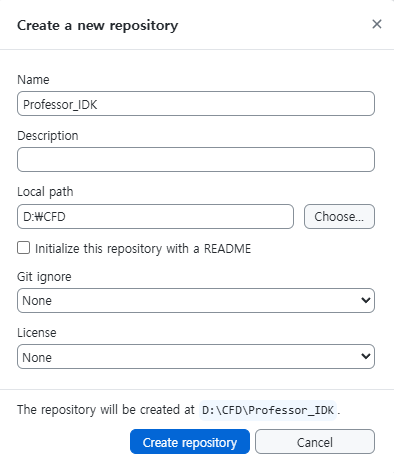 Create a new repository
Name
Professor_IDK
Description
Local path
D:₩CFD
Choose...
Initialize this repository with a README
Git ignore
None
License
None
The repository will be created at D:\CFD\Professor_IDK.
Create repository
Cancel